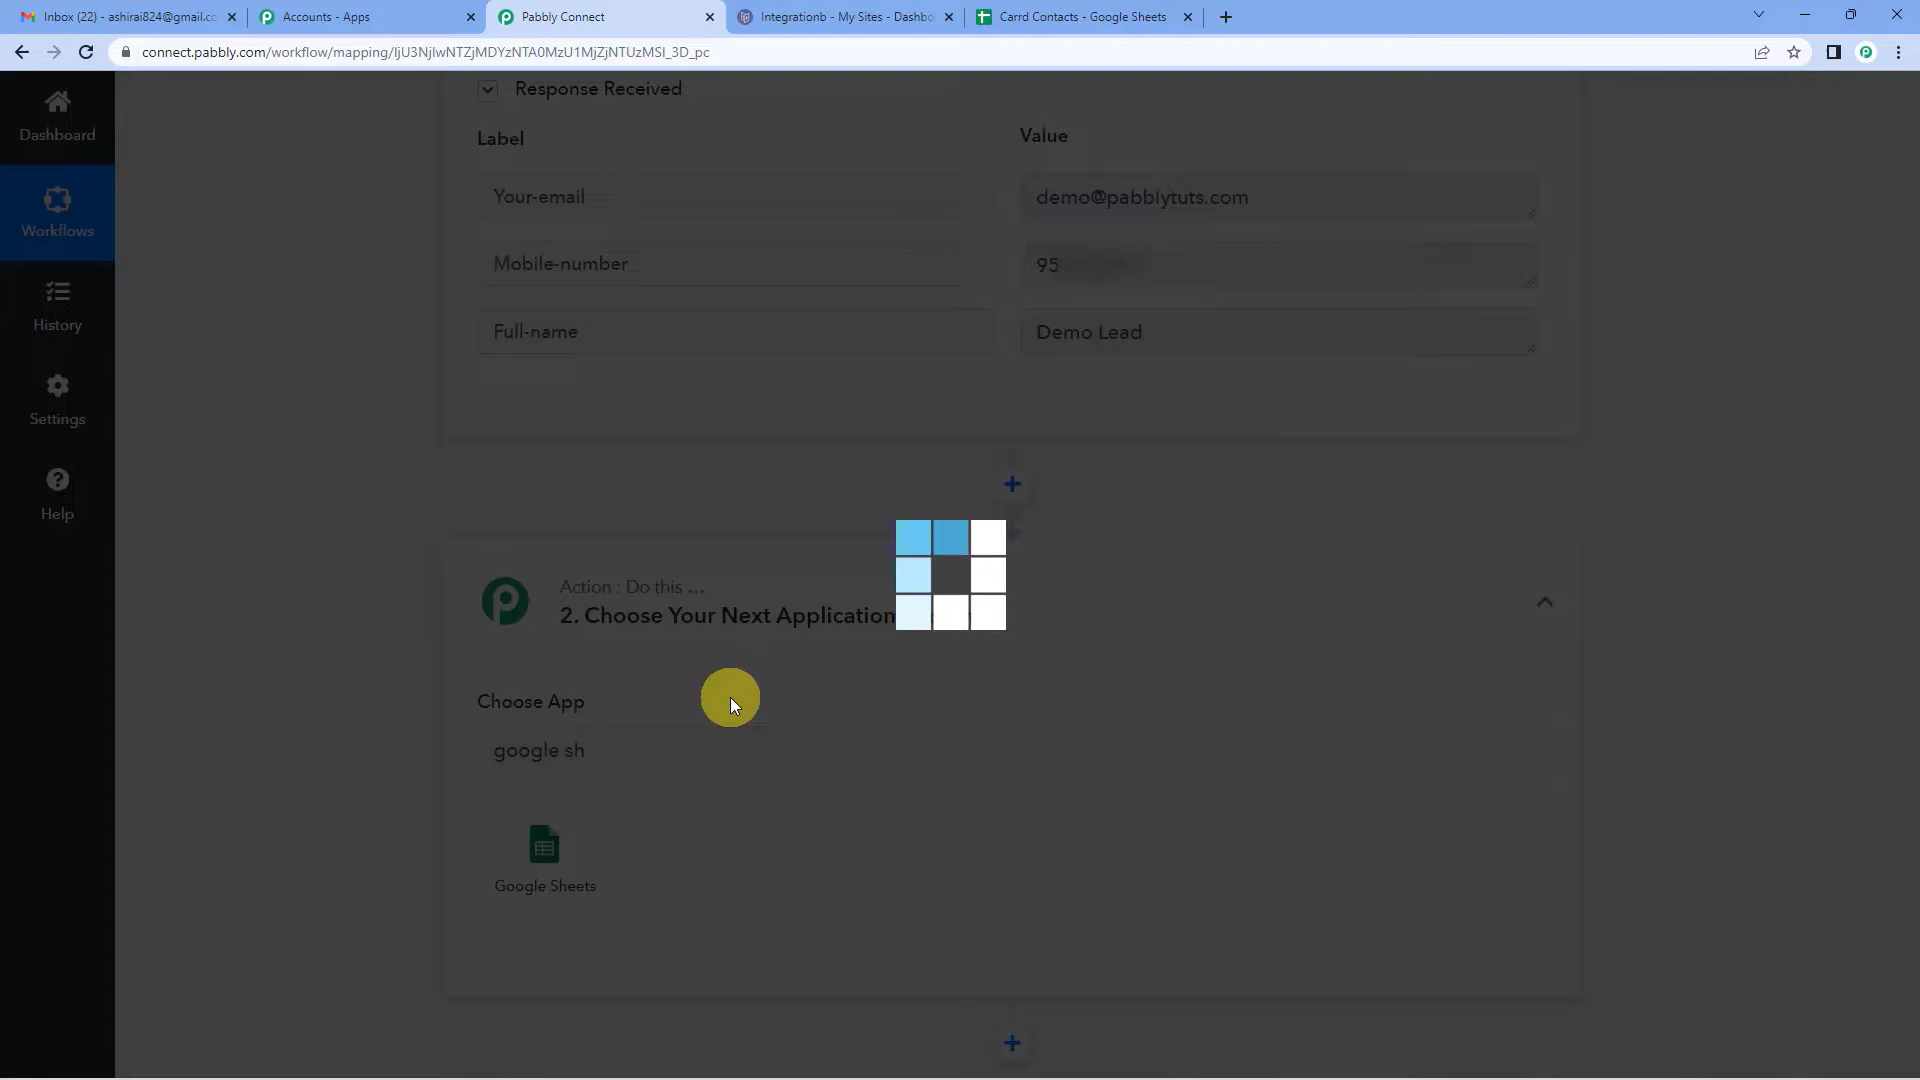 Inbox (22) - ashirai824@gmail.cc
Accounts - Apps
Pabbly Connect
Integrationb - My Sites - Dashbo
Carrd Contacts - Google Sheets
connect.pabbly.com/workflow/mapping/IjU3NjIwNTZjMDYzNTA0MzU1MjZjNTUzMSI_3D_pc
Dashboard
Workflows
History
Settings
Help
Response Received
Label
Value
Your-email
demo@pabblytuts.com
Mobile-number
95
Full-name
Demo Lead
Action : Do this ...
2. Choose Your Next Application
Choose App
google sh
Google Sheets